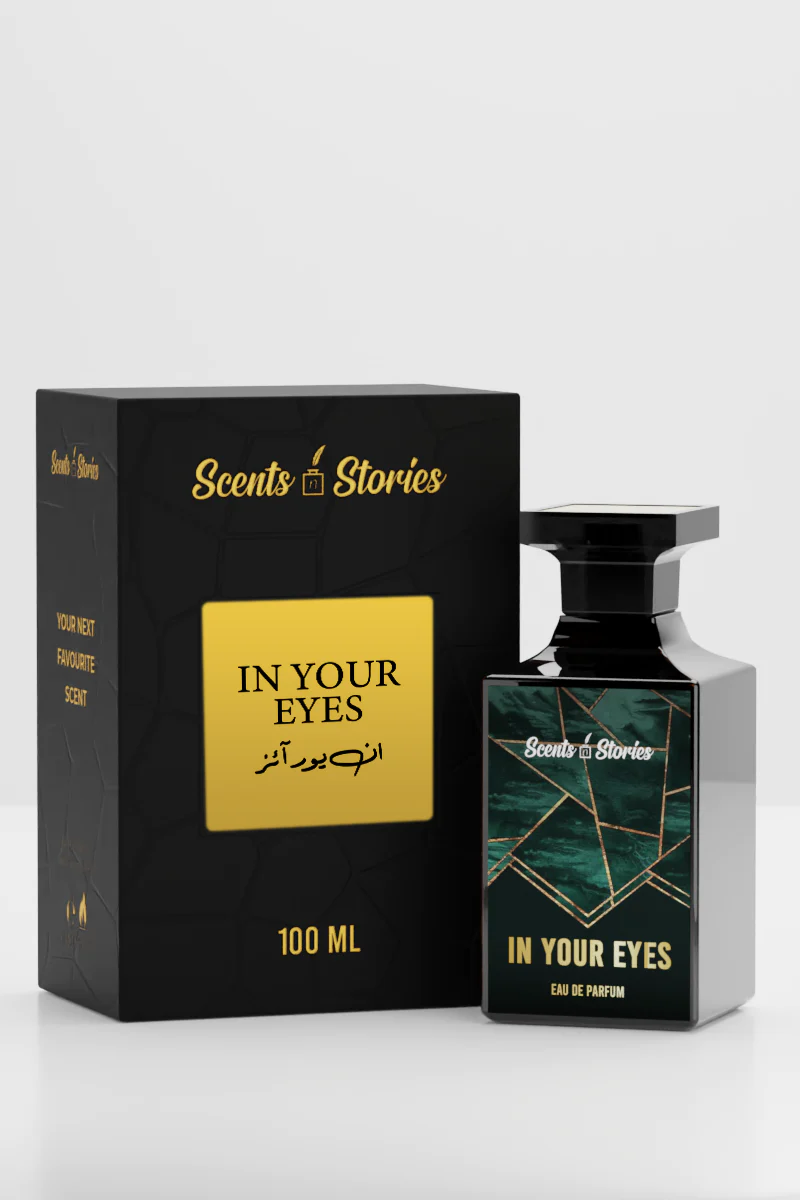 Scents Stories
YOUR NEXT
FAVOURITE
SCENT
Scents Stories
IN YOUR
EYES
ان یور آئز
100 ML
Scents Stories
IN YOUR EYES
EAU DE PARFUM